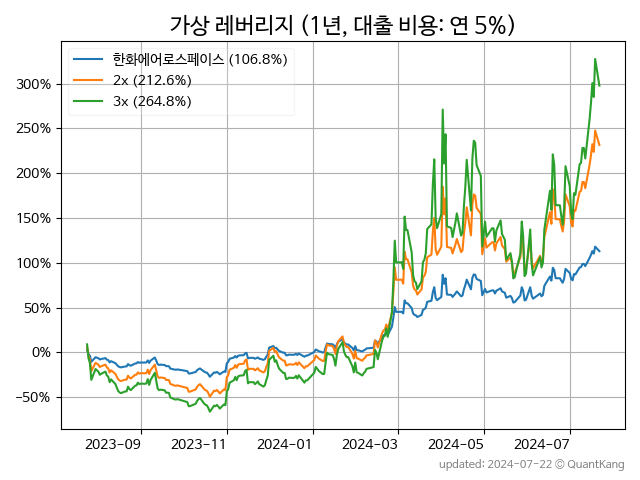 가상 레버리지 (1년, 대출 비용: 연 5%)
한화에어로스페이스 (106.8%)
2x (212.6%)
3x (264.8%)
300%
250%
200%
150%
100%
50%
0%
−50%
2023-09
2023-11
2024-01
2024-03
2024-05
2024-07
updated: 2024-07-22 © QuantKang